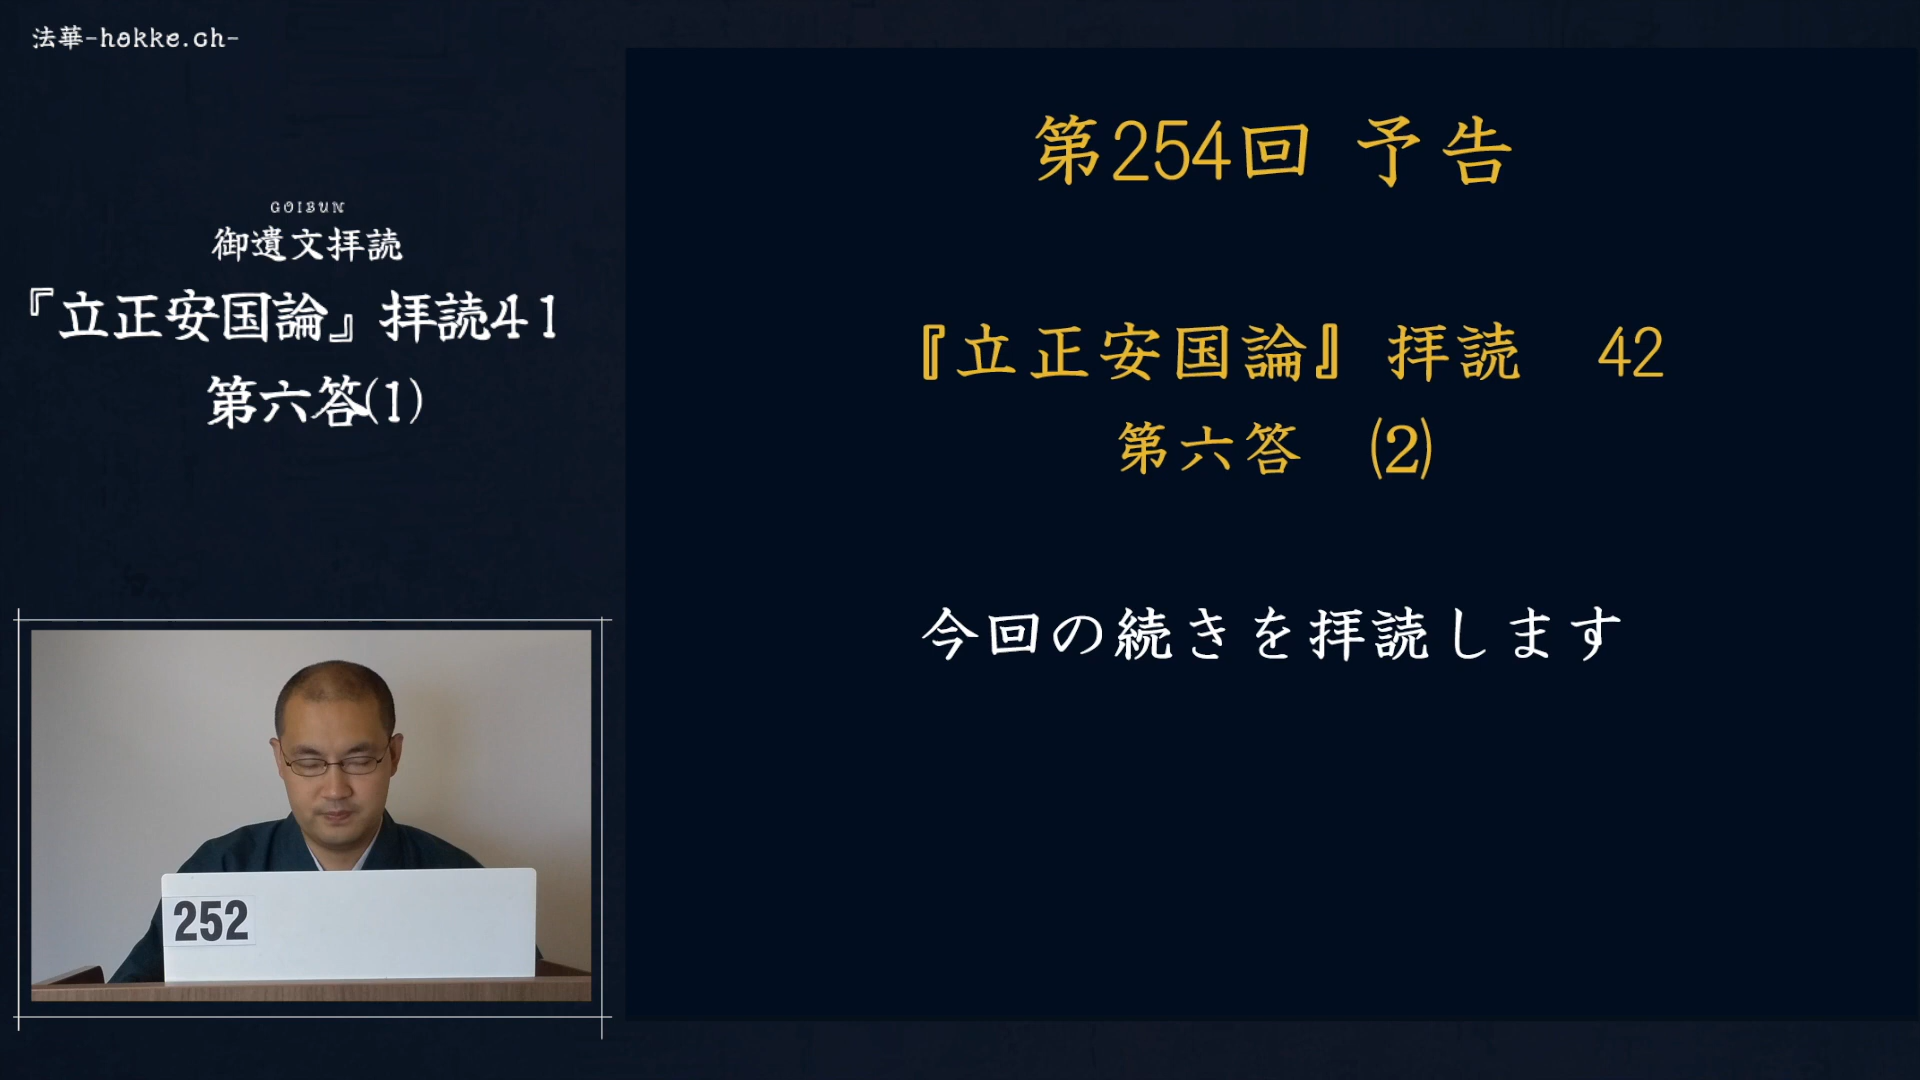 法華-hokke.ch-
GOIBUN
御遺文拝読
『立正安国論』拝読41
第六答(1)
252
第254回 予告
『立正安国論』 拝読　42
第六答　(2)
今回の続きを拝読します